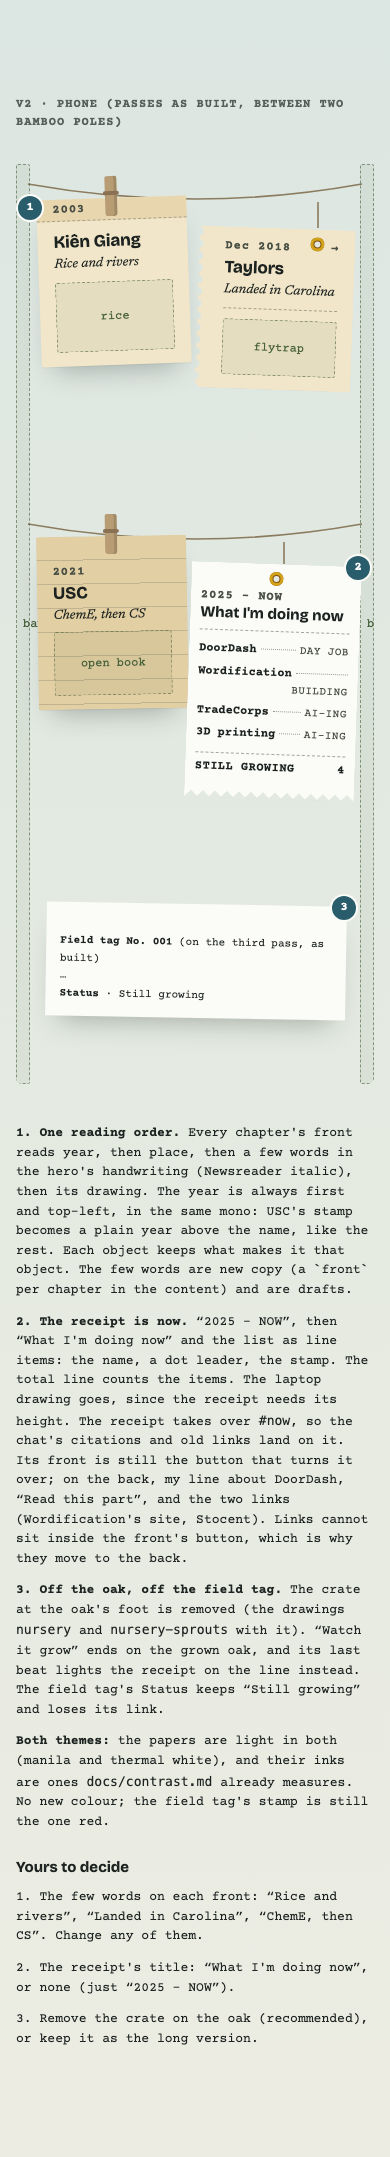 V2 · PHONE (PASSES AS BUILT, BETWEEN TWO
BAMBOO POLES)
1
2003
Kiên Giang
Rice and rivers
rice
Dec 2018 →
Taylors
Landed in Carolina
flytrap
2021
USC
ChemE, then CS
open book
ba
2
b
2025 – NOW
What I'm doing now
DoorDash DAY JOB
Wordification
BUILDING
TradeCorps AI-ING
3D printing AI-ING
STILL GROWING 4
3
Field tag No. 001 (on the third pass, as
built)
…
Status · Still growing
1. One reading order. Every chapter's front
reads year, then place, then a few words in
the hero's handwriting (Newsreader italic),
then its drawing. The year is always first
and top-left, in the same mono: USC's stamp
becomes a plain year above the name, like the
rest. Each object keeps what makes it that
object. The few words are new copy (a `front`
per chapter in the content) and are drafts.
2. The receipt is now. “2025 – NOW”, then
“What I'm doing now” and the list as line
items: the name, a dot leader, the stamp. The
total line counts the items. The laptop
drawing goes, since the receipt needs its
height. The receipt takes over #now, so the
chat's citations and old links land on it.
Its front is still the button that turns it
over; on the back, my line about DoorDash,
“Read this part”, and the two links
(Wordification's site, Stocent). Links cannot
sit inside the front's button, which is why
they move to the back.
3. Off the oak, off the field tag. The crate
at the oak's foot is removed (the drawings
nursery and nursery-sprouts with it). “Watch
it grow” ends on the grown oak, and its last
beat lights the receipt on the line instead.
The field tag's Status keeps “Still growing”
and loses its link.
Both themes: the papers are light in both
(manila and thermal white), and their inks
are ones docs/contrast.md already measures.
No new colour; the field tag's stamp is still
the one red.
Yours to decide
1. The few words on each front: “Rice and
rivers”, “Landed in Carolina”, “ChemE, then
CS”. Change any of them.
2. The receipt's title: “What I'm doing now”,
or none (just “2025 – NOW”).
3. Remove the crate on the oak (recommended),
or keep it as the long version.